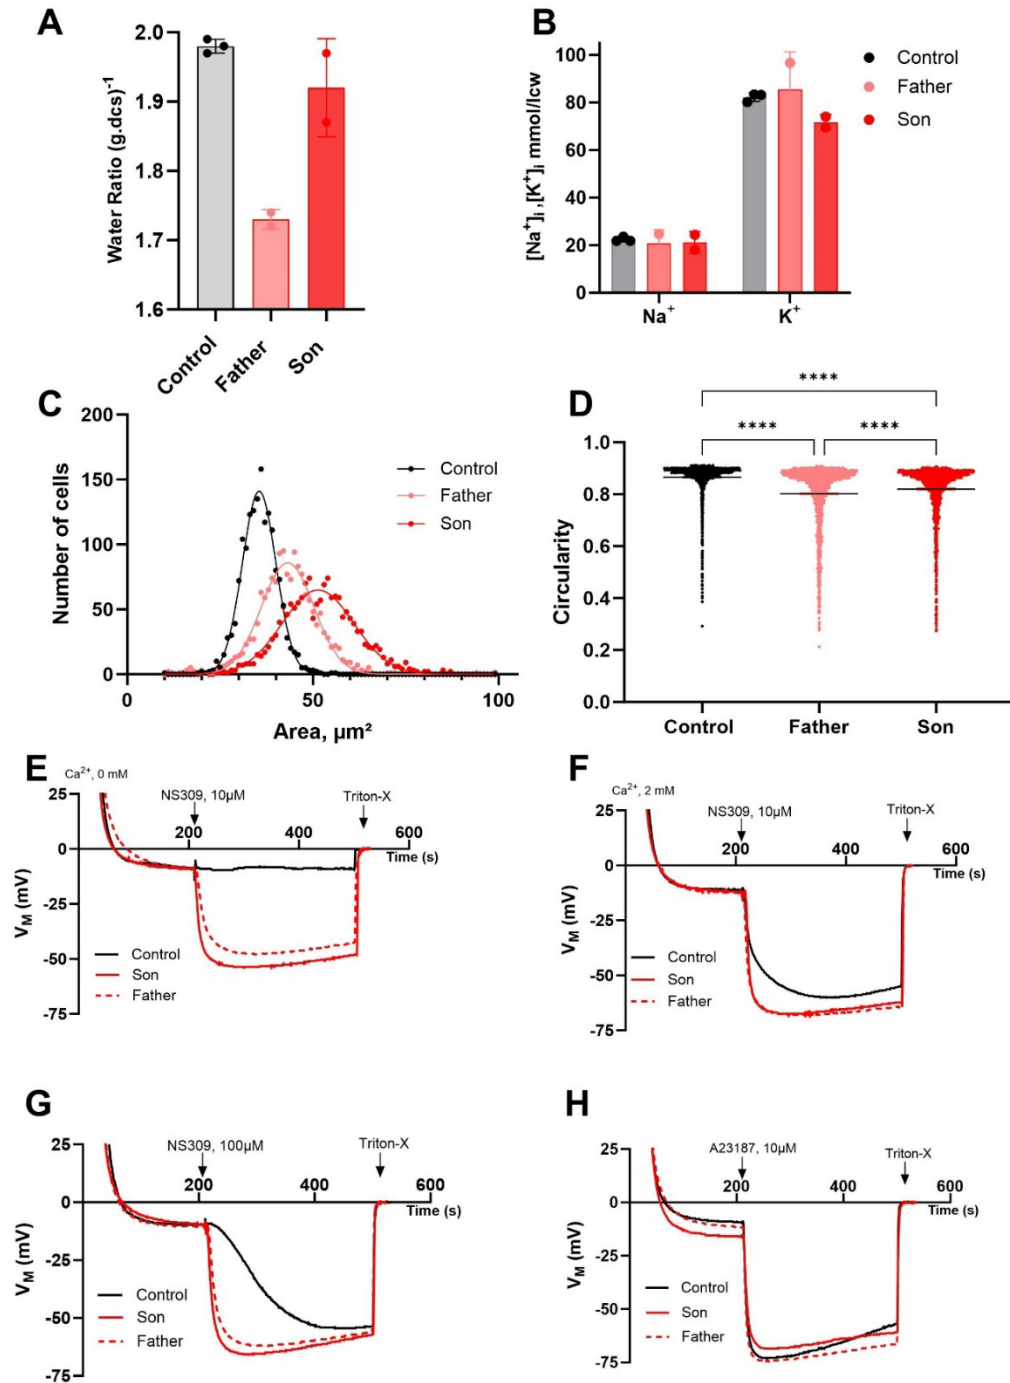 A
Water Ratio (g.dcs)⁻¹
2.0
1.9
1.8
1.7
1.6
Control
Father
Son
B
[Na⁺]ᵢ ,[K⁺]ᵢ mmol/lcw
100
80
60
40
20
0
Na⁺
K⁺
Control
Father
Son
C
Number of cells
200
150
100
50
0
0
50
100
Area, µm²
Control
Father
Son
D
Circularity
1.0
0.8
0.6
0.4
0.2
0.0
****
****
****
Control
Father
Son
E
Ca²⁺, 0 mM
NS309, 10µM
Triton-X
25
0
-25
-50
-75
200
400
600
Time (s)
V_M (mV)
Control
Son
Father
F
Ca²⁺, 2 mM
NS309, 10µM
Triton-X
25
0
-25
-50
-75
200
400
600
Time (s)
V_M (mV)
Control
Son
Father
G
NS309, 100µM
Triton-X
25
0
-25
-50
-75
200
400
600
Time (s)
V_M (mV)
Control
Son
Father
H
A23187, 10µM
Triton-X
25
0
-25
-50
-75
200
400
600
Time (s)
V_M (mV)
Control
Son
Father